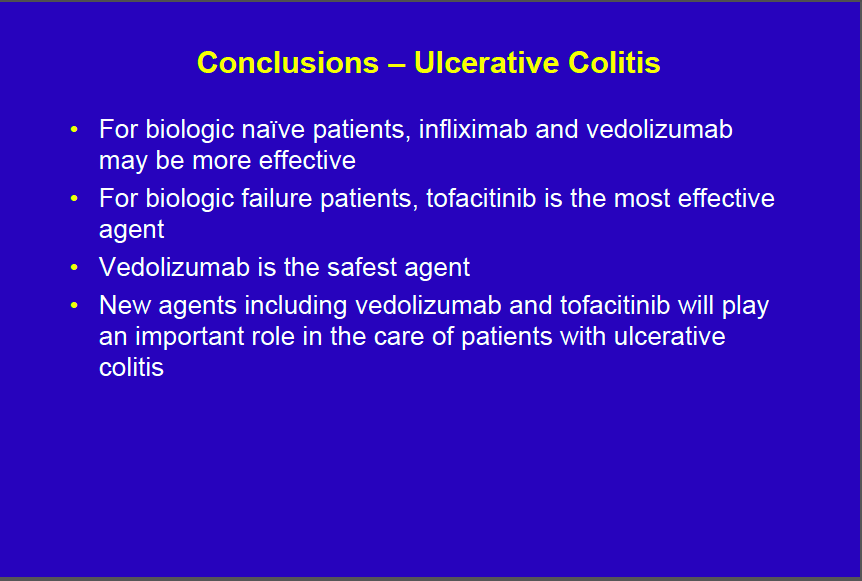 Conclusions – Ulcerative Colitis
• For biologic naïve patients, infliximab and vedolizumab
may be more effective
• For biologic failure patients, tofacitinib is the most effective
agent
• Vedolizumab is the safest agent
• New agents including vedolizumab and tofacitinib will play
an important role in the care of patients with ulcerative
colitis